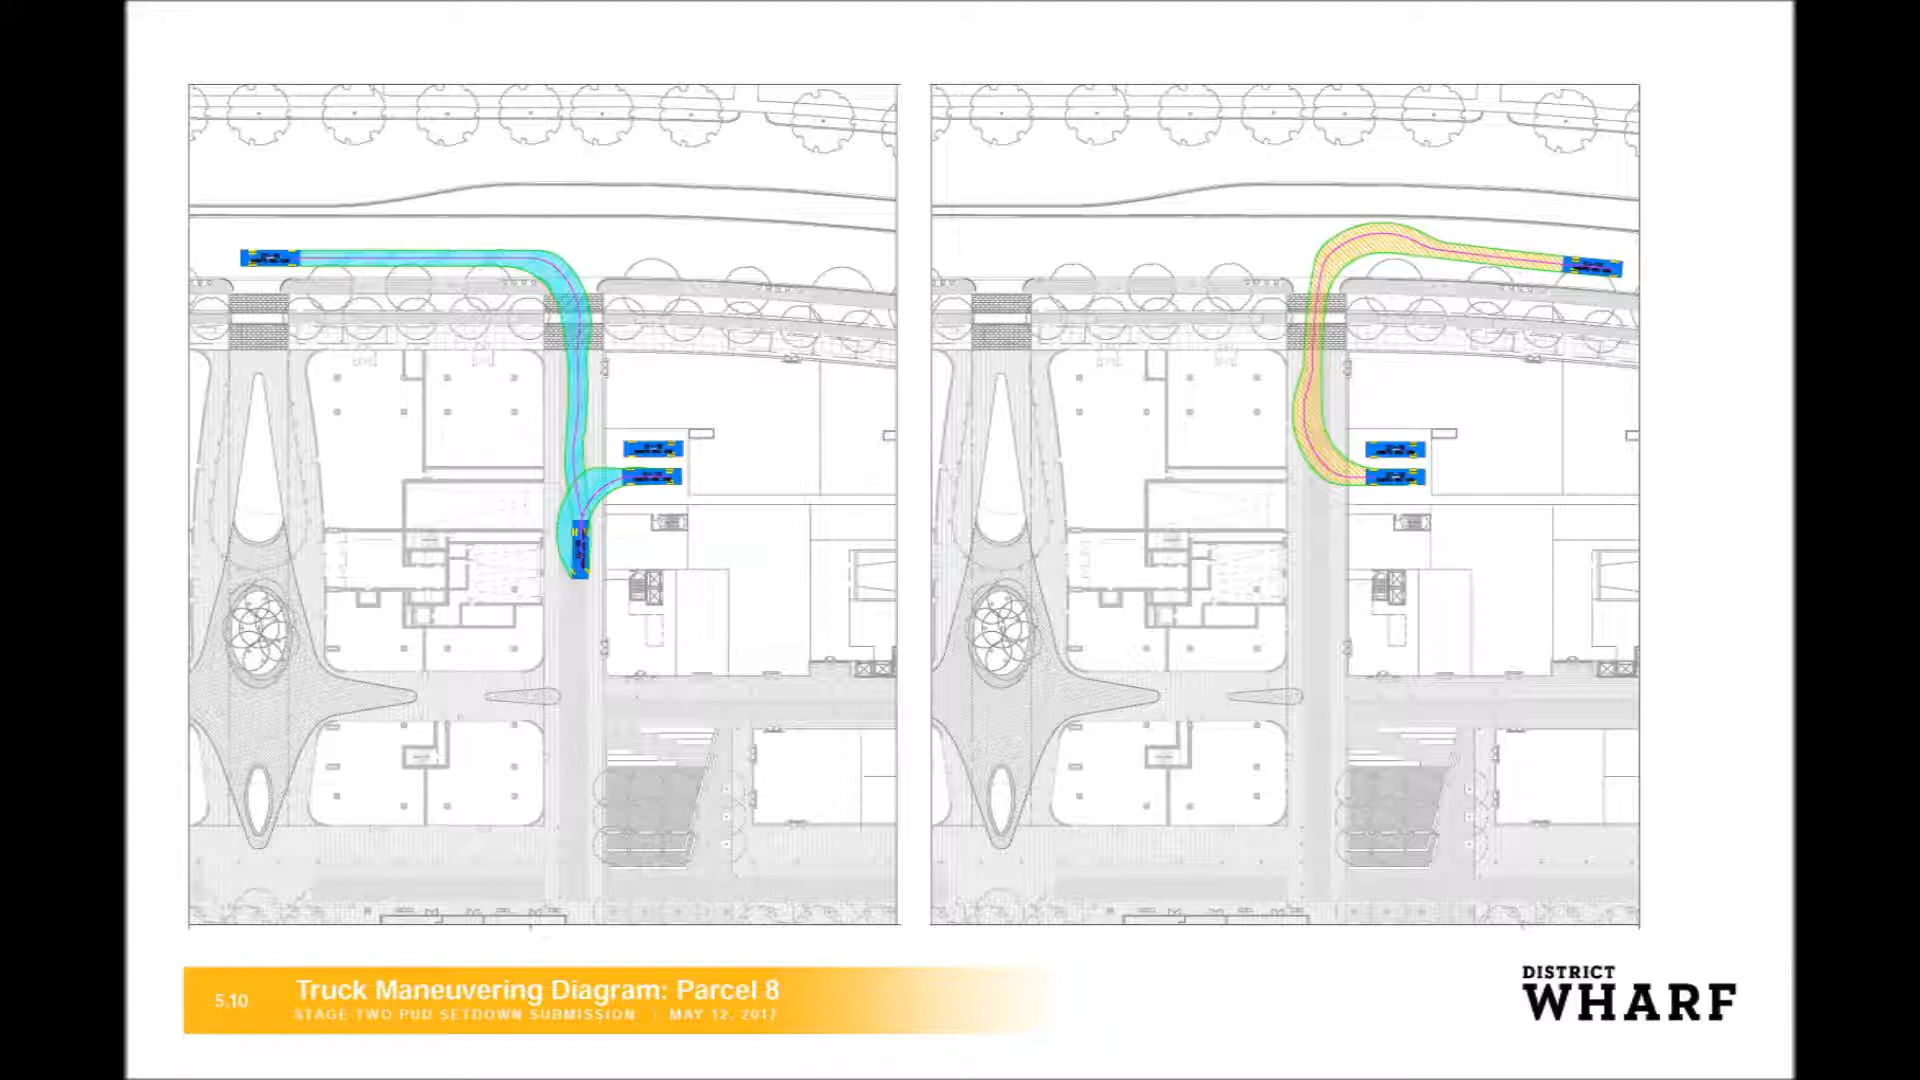 5.10
Truck Maneuvering Diagram: Parcel 8
STAGE TWO PUD SETDOWN SUBMISSION | MAY 12, 2017
DISTRICT
WHARF